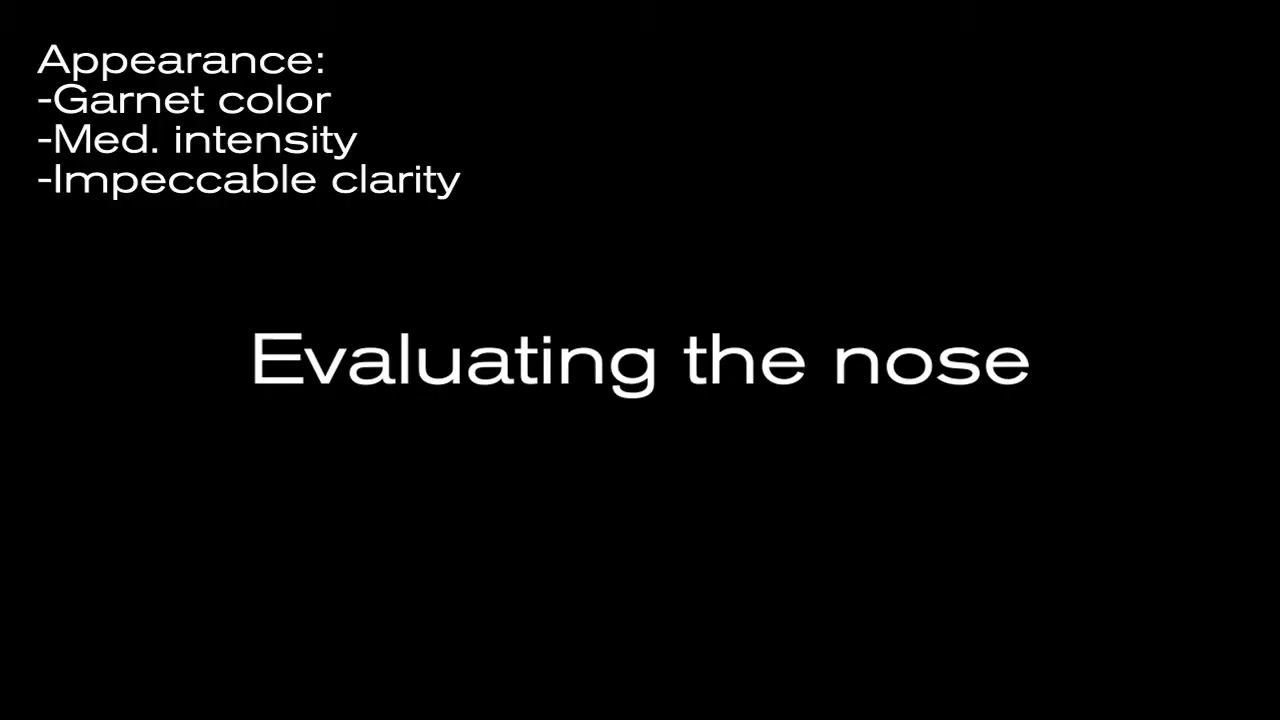 Appearance:
-Garnet color
-Med. intensity
-Impeccable clarity
Evaluating the nose